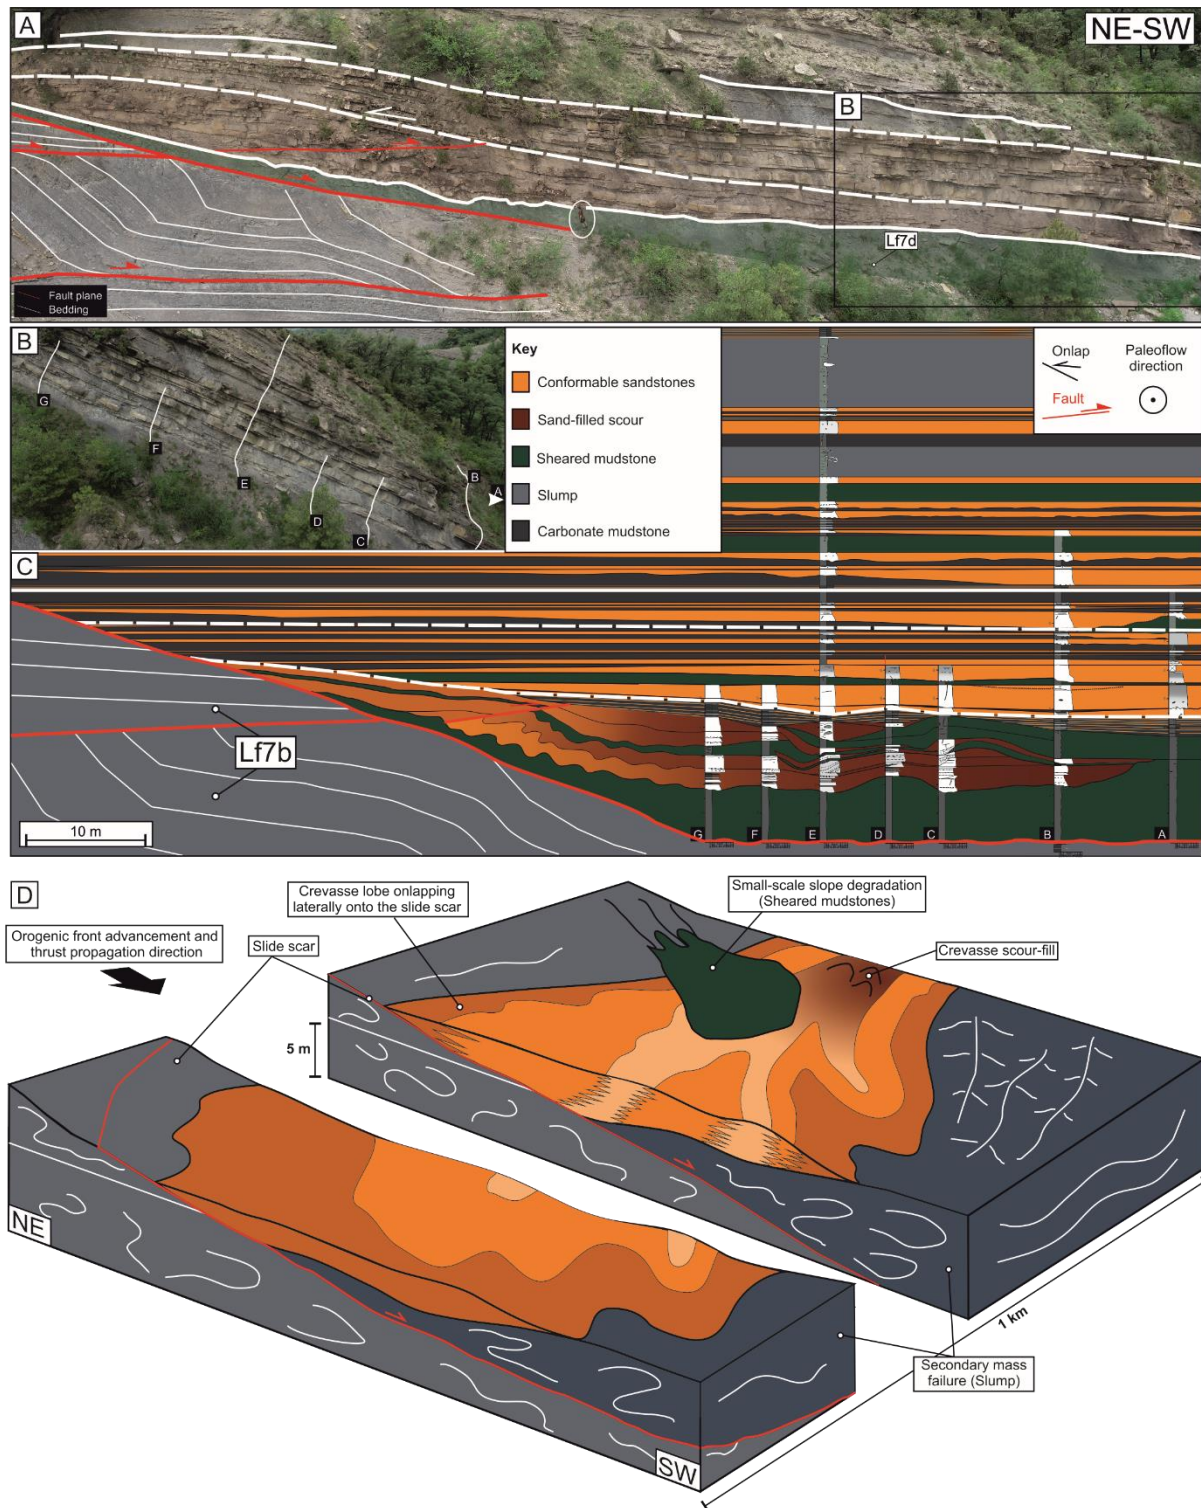 A
NE-SW
B
Lf7d
Fault plane
Bedding
B
G
F
E
D
C
B
A
Key
Conformable sandstones
Sand-filled scour
Sheared mudstone
Slump
Carbonate mudstone
Onlap
Paleoflow
direction
Fault
C
Lf7b
10 m
G
F
E
D
C
B
A
D
Orogenic front advancement and
thrust propagation direction
Slide scar
Crevasse lobe onlapping
laterally onto the slide scar
Small-scale slope degradation
(Sheared mudstones)
Crevasse scour-fill
5 m
NE
SW
1 km
Secondary mass
failure (Slump)